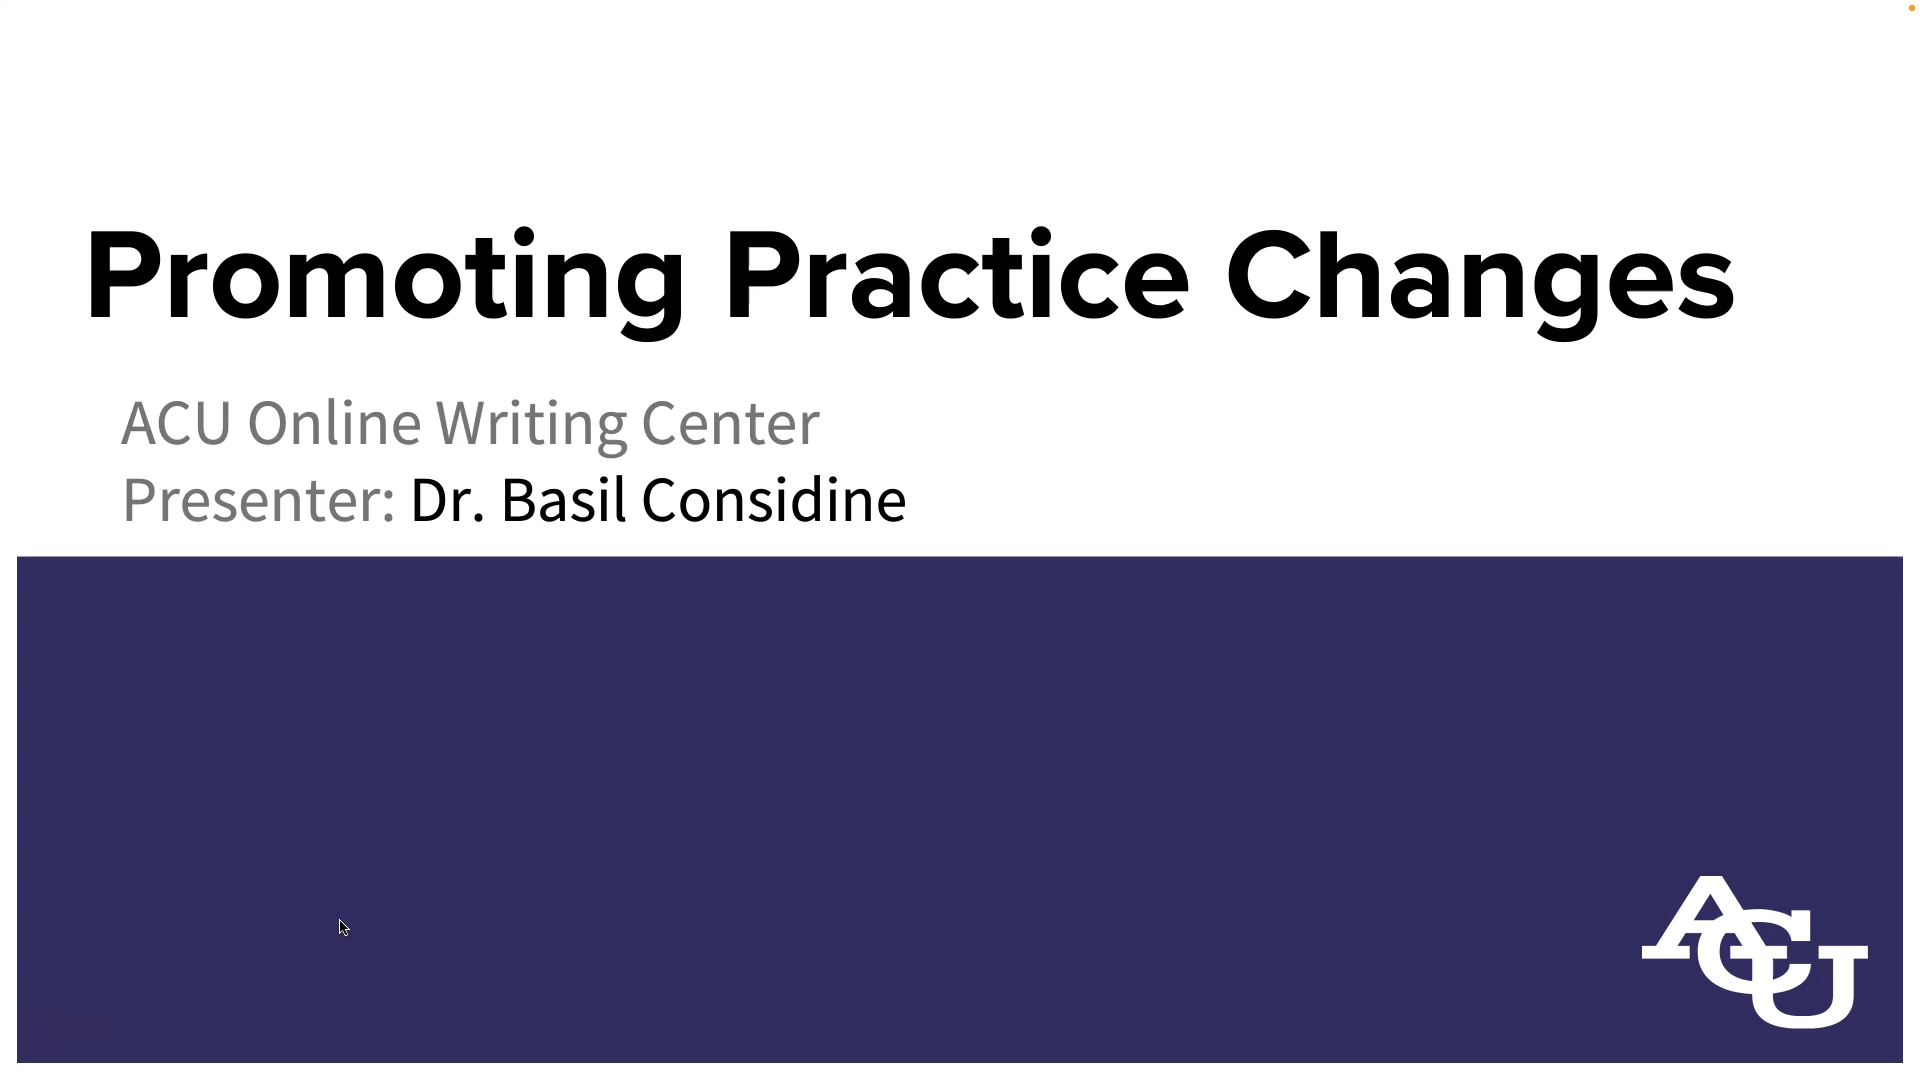 Promoting Practice Changes
ACU Online Writing Center
Presenter: Dr. Basil Considine
ACU